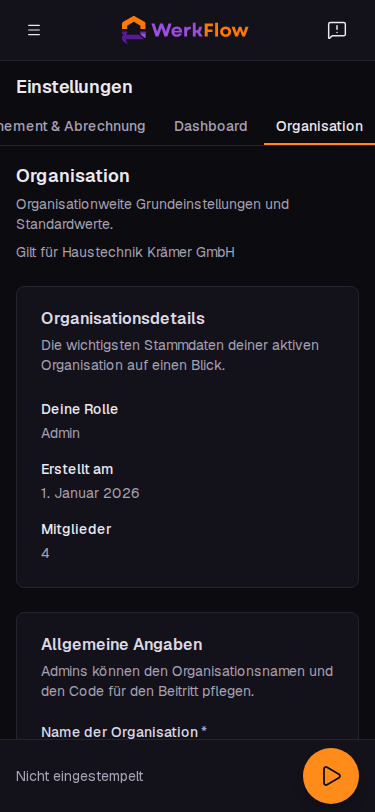 WerkFlow
Einstellungen
nement & Abrechnung Dashboard Organisation
Organisation
Organisationweite Grundeinstellungen und
Standardwerte.
Gilt für Haustechnik Krämer GmbH
Organisationsdetails
Die wichtigsten Stammdaten deiner aktiven
Organisation auf einen Blick.
Deine Rolle
Admin
Erstellt am
1. Januar 2026
Mitglieder
4
Allgemeine Angaben
Admins können den Organisationsnamen und
den Code für den Beitritt pflegen.
Name der Organisation *
Nicht eingestempelt